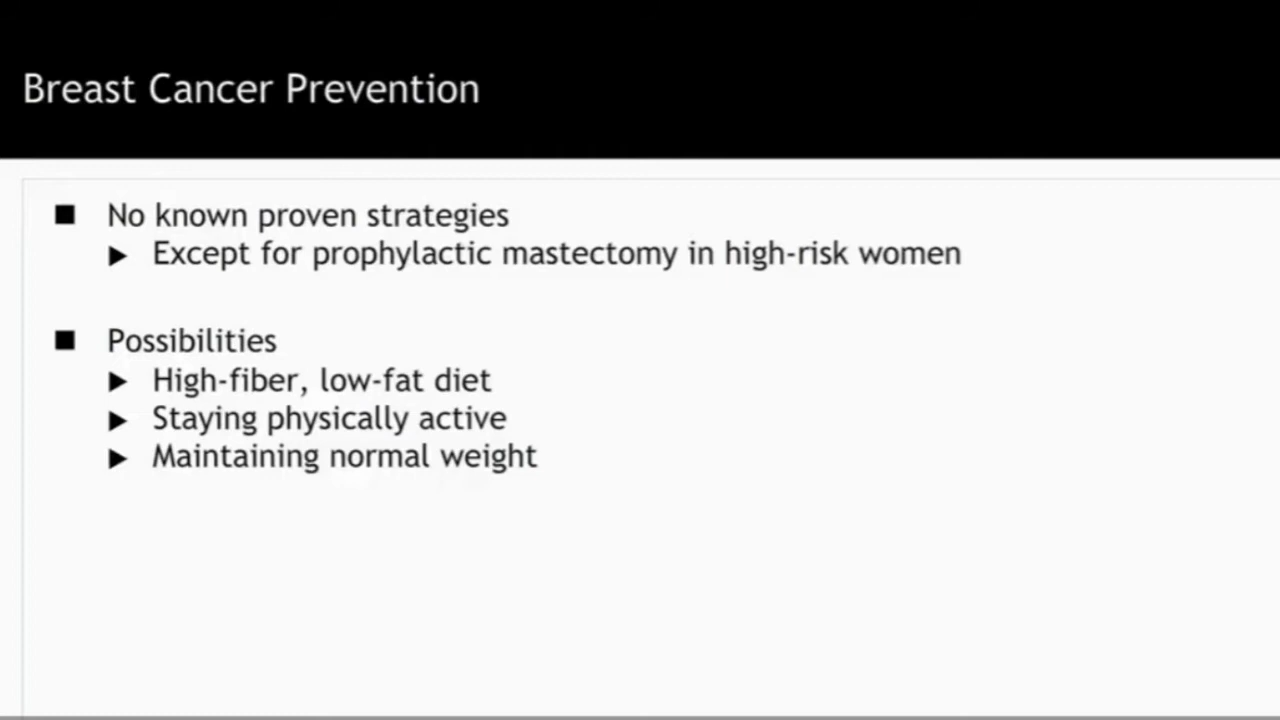 Breast Cancer Prevention
No known proven strategies
Except for prophylactic mastectomy in high-risk women
Possibilities
High-fiber, low-fat diet
Staying physically active
Maintaining normal weight